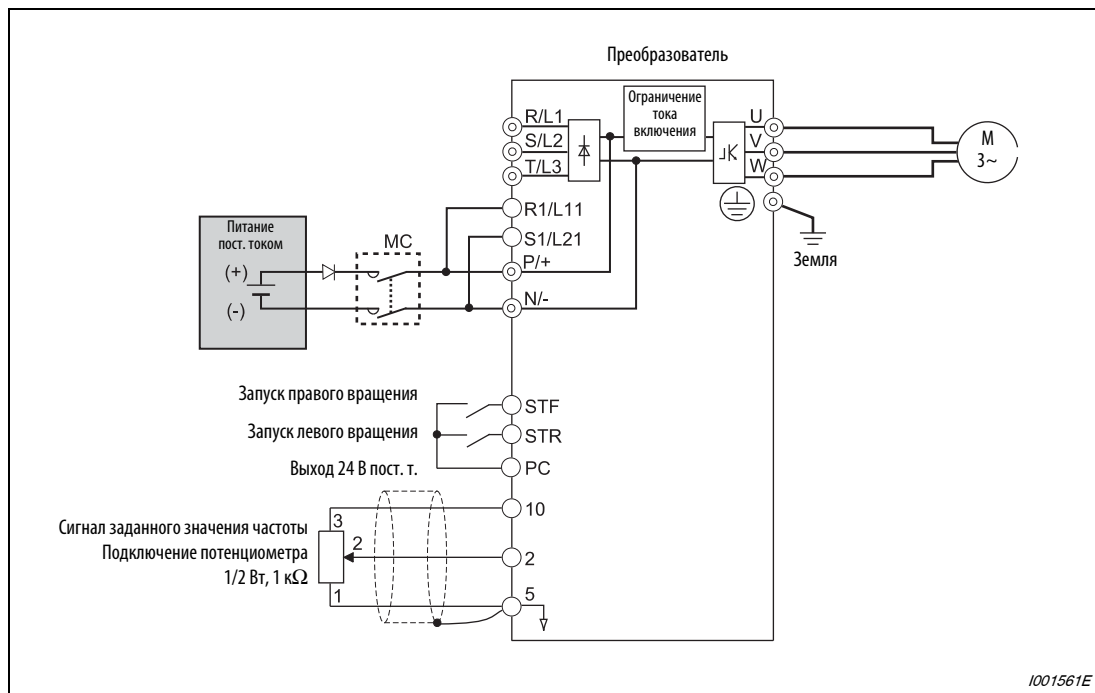 Преобразователь
Ограничение
тока
включения
R/L1
S/L2
T/L3
R1/L11
S1/L21
P/+
N/-
U
V
W
M
3~
Земля
Питание
пост. током
(+)
(-)
MC
Запуск правого вращения
STF
Запуск левого вращения
STR
Выход 24 В пост. т.
PC
10
3
Сигнал заданного значения частоты
Подключение потенциометра
1/2 Вт, 1 кΩ
2
2
1
5
I001561E